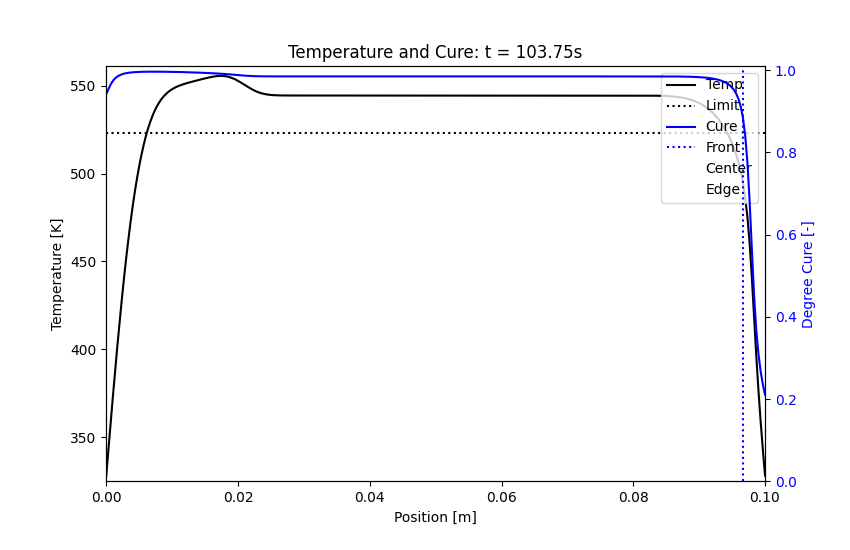 Temperature and Cure: t = 103.75s
Temp
Limit
Cure
Front
Center
Edge
550
500
450
400
350
Temperature [K]
1.0
0.8
0.6
0.4
0.2
0.0
Degree Cure [-]
0.00 0.02 0.04 0.06 0.08 0.10
Position [m]